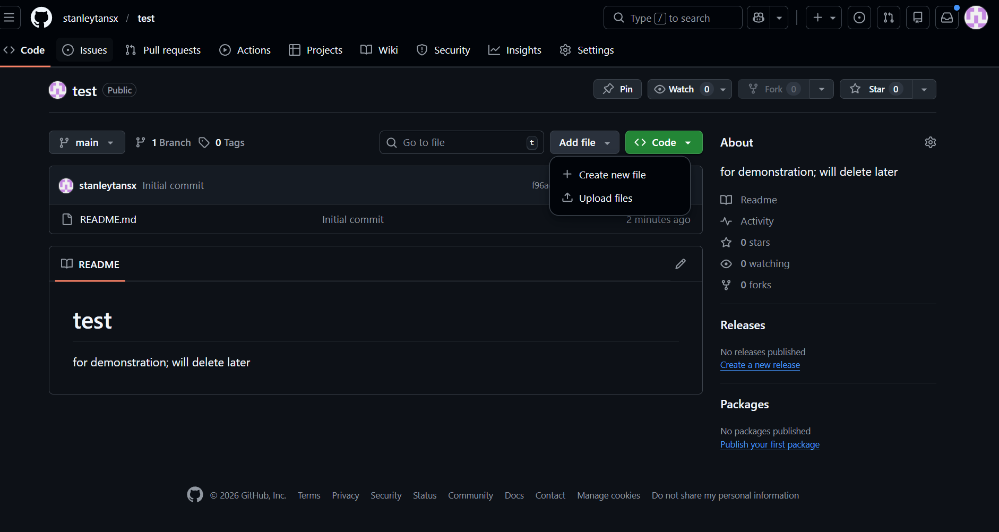 stanleytansx / test
Type / to search
Code Issues Pull requests Actions Projects Wiki Security Insights Settings
test Public
Pin Watch 0 Fork 0 Star 0
main 1 Branch 0 Tags Go to file t Add file Code
Create new file
Upload files
stanleytansx Initial commit
README.md Initial commit 2 minutes ago
README
test
for demonstration; will delete later
About
for demonstration; will delete later
Readme
Activity
0 stars
0 watching
0 forks
Releases
No releases published
Create a new release
Packages
No packages published
Publish your first package
© 2026 GitHub, Inc. Terms Privacy Security Status Community Docs Contact Manage cookies Do not share my personal information